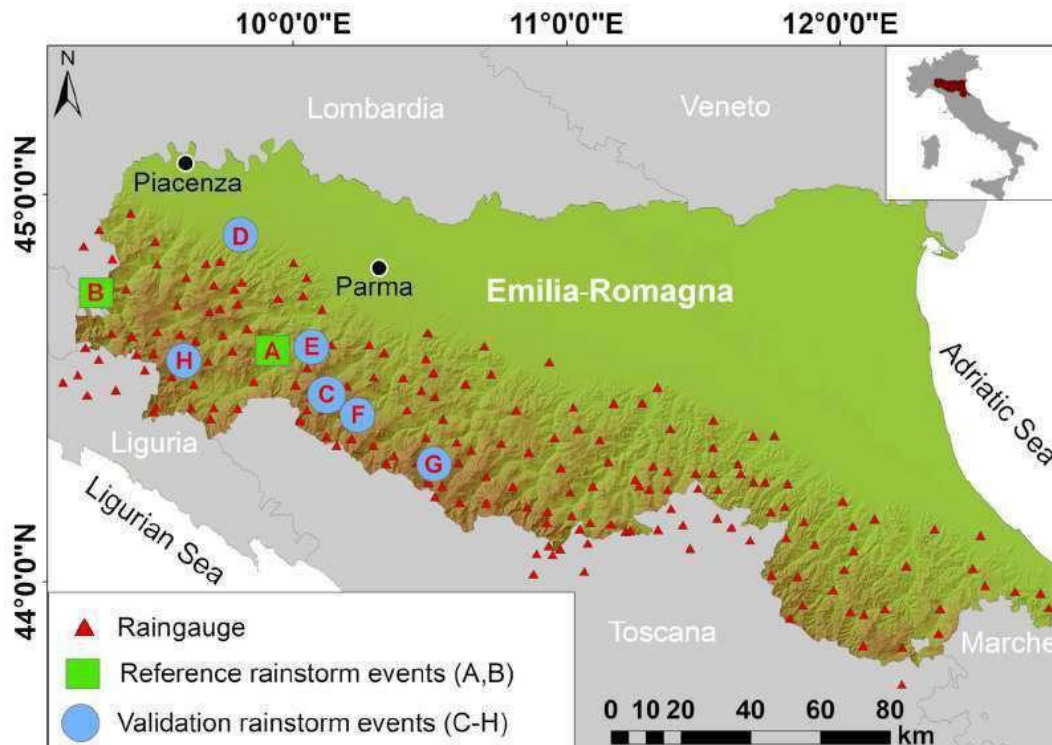 10°0'0"E 11°0'0"E 12°0'0"E
N
Lombardia
Veneto
45°0'0"N
Piacenza
D
B
Parma
Emilia-Romagna
A
E
H
C
F
G
Liguria
Ligurian Sea
Adriatic Sea
44°0'0"N
Toscana
Marche
Raingauge
Reference rainstorm events (A,B)
Validation rainstorm events (C-H)
0 10 20 40 60 80
km